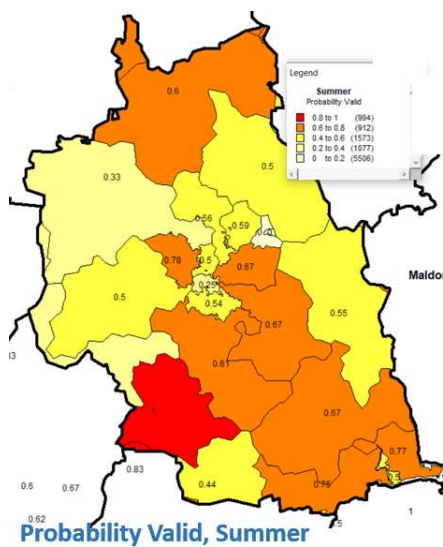 Legend
Summer
Probability Valid
0.8 to 1 (994)
0.6 to 0.8 (912)
0.4 to 0.6 (1573)
0.2 to 0.4 (1077)
0 to 0.2 (5506)
0.6
0.5
0.33
0.56
0.59
0.78
0.5
0.67
0.25
0.54
0.5
0.67
0.55
0.61
0.67
1
0.77
0.44
0.75
0.83
0.6
0.67
0.62
1
Maldon
Probability Valid, Summer